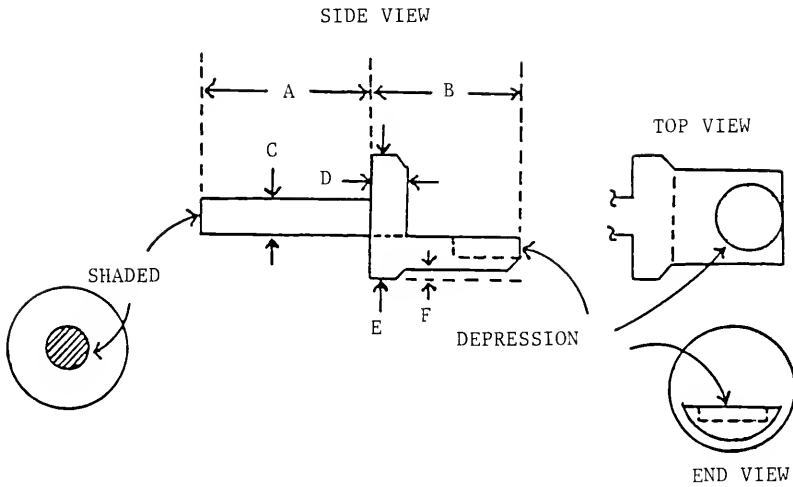 SIDE VIEW
A
B
TOP VIEW
C
D
SHADED
E
F
DEPRESSION
END VIEW